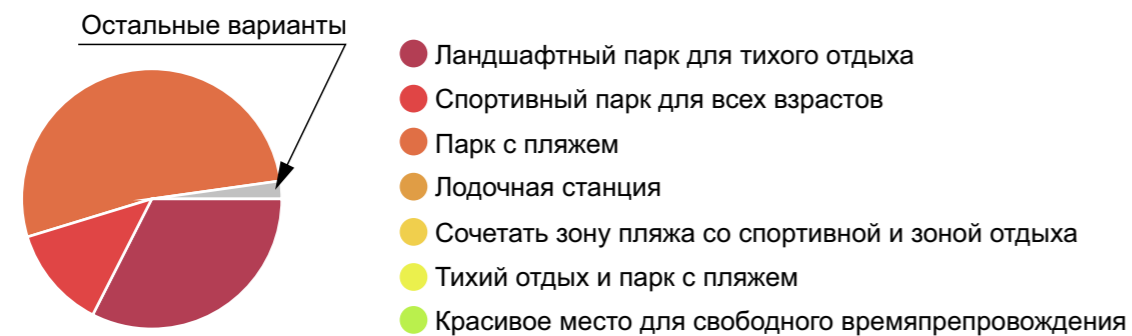 Остальные варианты
Ландшафтный парк для тихого отдыха
Спортивный парк для всех взрастов
Парк с пляжем
Лодочная станция
Сочетать зону пляжа со спортивной и зоной отдыха
Тихий отдых и парк с пляжем
Красивое место для свободного времяпрепровождения